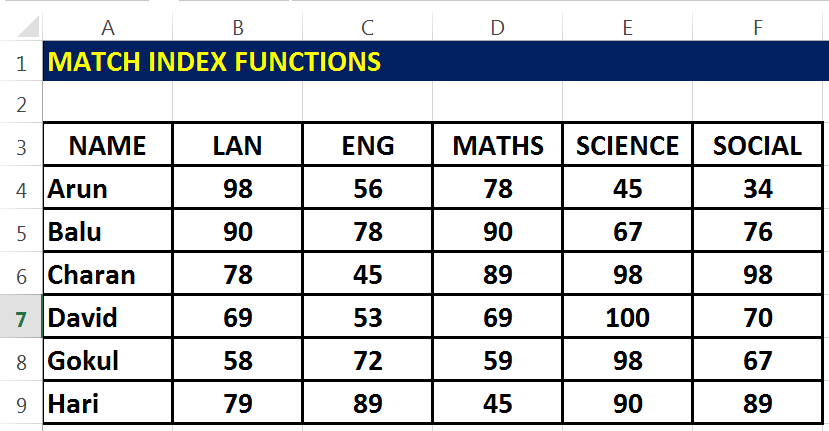 A B C D E F
1 MATCH INDEX FUNCTIONS
2
3 NAME LAN ENG MATHS SCIENCE SOCIAL
4 Arun 98 56 78 45 34
5 Balu 90 78 90 67 76
6 Charan 78 45 89 98 98
7 David 69 53 69 100 70
8 Gokul 58 72 59 98 67
9 Hari 79 89 45 90 89